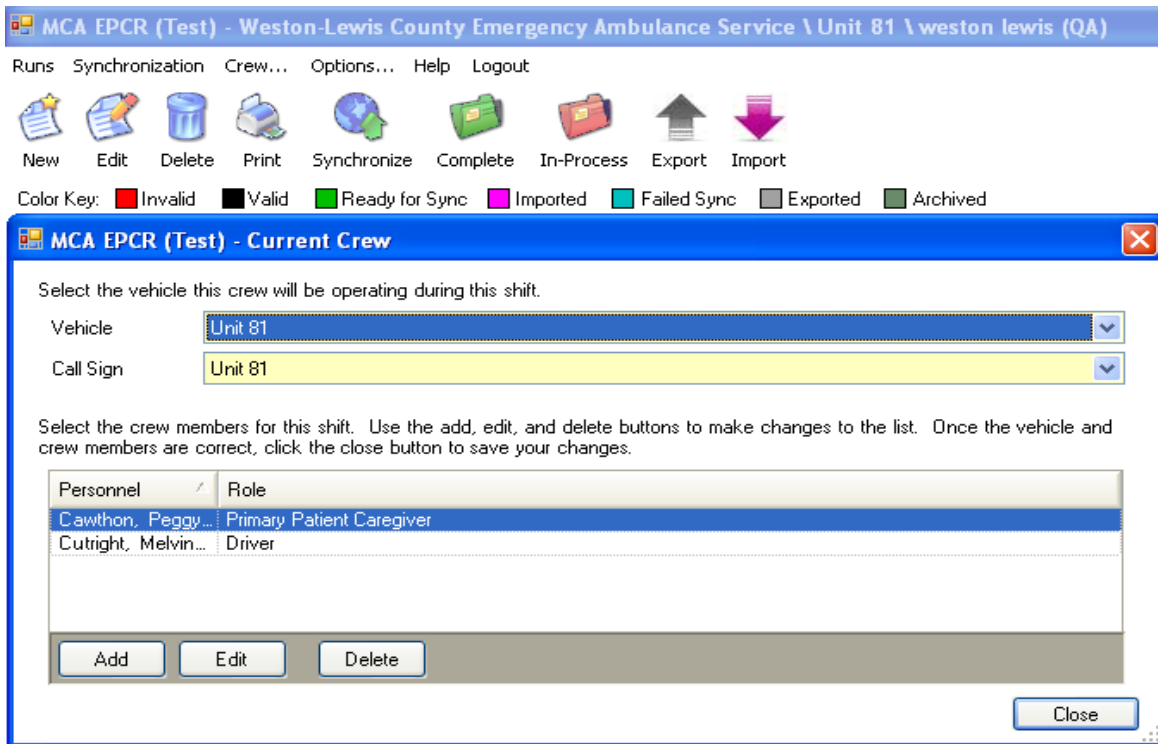 MCA EPCR (Test) - Weston-Lewis County Emergency Ambulance Service \ Unit 81 \ weston lewis (QA)
Runs Synchronization Crew... Options... Help Logout
New Edit Delete Print Synchronize Complete In-Process Export Import
Color Key: Invalid Valid Ready for Sync Imported Failed Sync Exported Archived
MCA EPCR (Test) - Current Crew
Select the vehicle this crew will be operating during this shift.
Vehicle Unit 81
Call Sign Unit 81
Select the crew members for this shift. Use the add, edit, and delete buttons to make changes to the list. Once the vehicle and
crew members are correct, click the close button to save your changes.
Personnel Role
Cawthon, Peggy... Primary Patient Caregiver
Cutright, Melvin... Driver
Add Edit Delete
Close